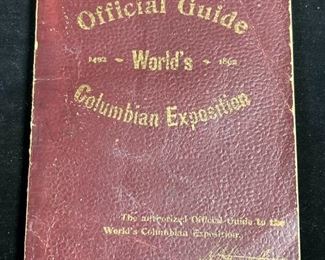 Official Guide
1492 - World's - 1892
Columbian Exposition
The authorized Official Guide to the
World's Columbian Exposition.